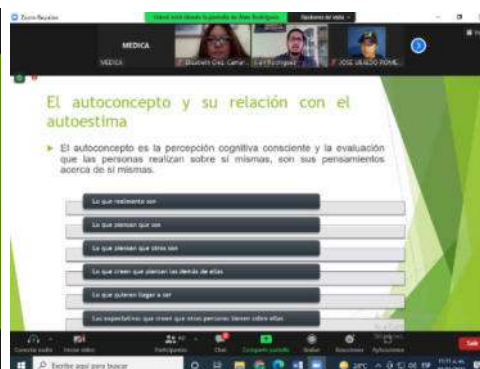 Zoom Reunión
MEDICA
MEDICA
El autoconcepto y su relación con el
autoestima
El autoconcepto es la percepción cognitiva consciente y la evaluación
que las personas realizan sobre sí mismas, son sus pensamientos
acerca de sí mismas.
Lo que realmente son
Lo que piensan que son
Lo que piensan que otros son
Lo que creen que piensan los demás de ellas
Lo que quieren llegar a ser
Las expectativas que creen que otras personas tienen sobre ellas
Conectar audio Iniciar video Participantes Chat Compartir pantalla Grabar Reacciones Aplicaciones Salir
Escribe aquí para buscar